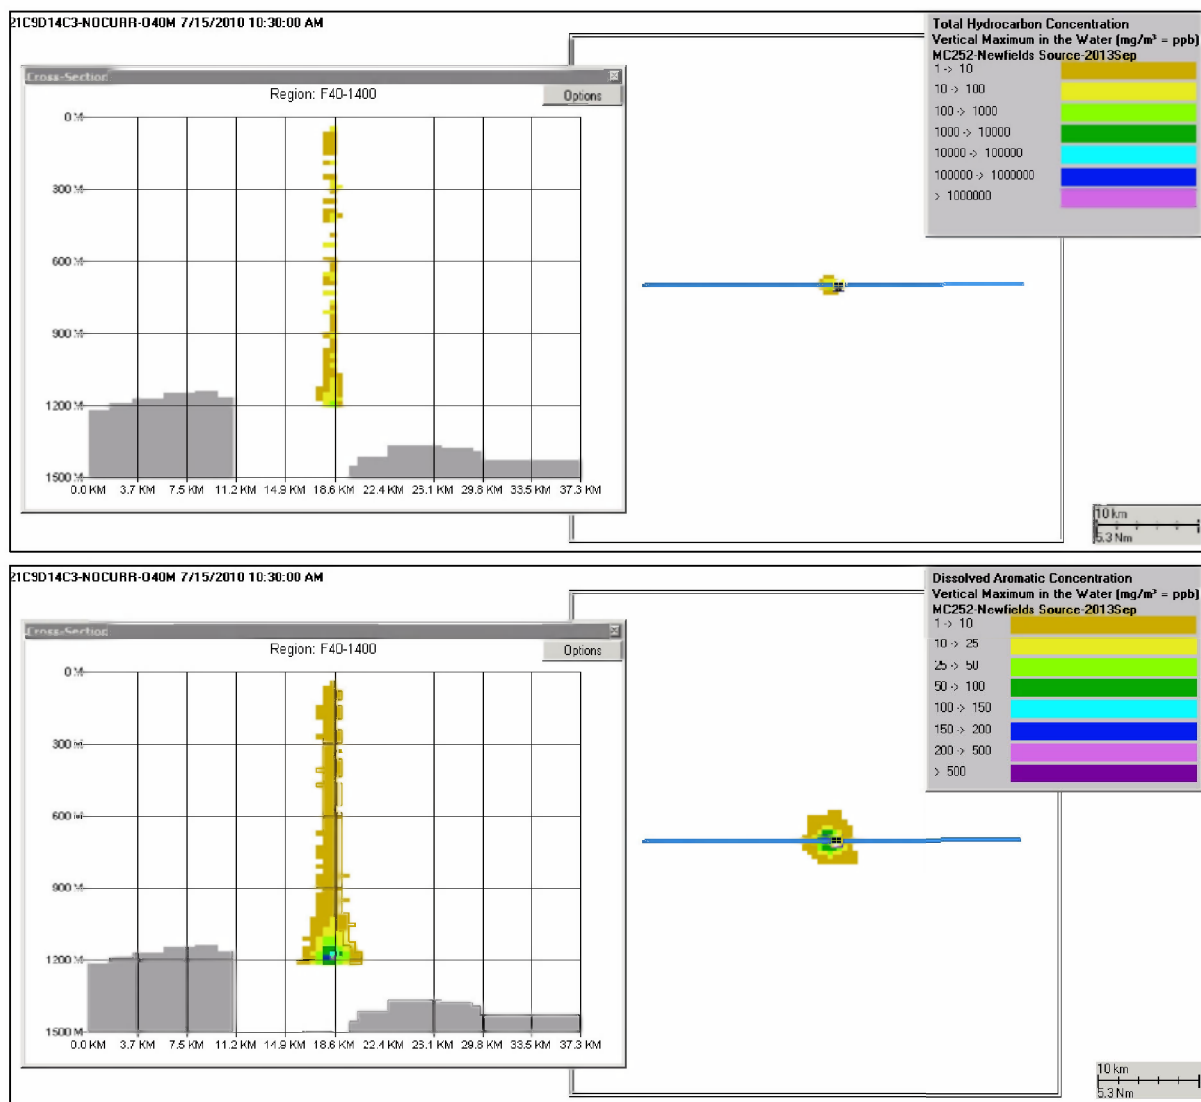 21C9D14C3-NOCURR-O40M 7/15/2010 10:30:00 AM
Total Hydrocarbon Concentration
Vertical Maximum in the Water (mg/m³ = ppb)
MC252-Newfields Source-2013Sep
1 -> 10
10 -> 100
100 -> 1000
1000 -> 10000
10000 -> 100000
100000 -> 1000000
> 1000000
Cross-Section
Region: F40-1400
Options
0 M
300 M
600 M
900 M
1200 M
1500 M
0.0 KM 3.7 KM 7.5 KM 11.2 KM 14.9 KM 18.6 KM 22.4 KM 26.1 KM 29.8 KM 33.5 KM 37.3 KM
10 km
5.3 Nm
21C9D14C3-NOCURR-O40M 7/15/2010 10:30:00 AM
Dissolved Aromatic Concentration
Vertical Maximum in the Water (mg/m³ = ppb)
MC252-Newfields Source-2013Sep
1 -> 10
10 -> 25
25 -> 50
50 -> 100
100 -> 150
150 -> 200
200 -> 500
> 500
Cross-Section
Region: F40-1400
Options
0 M
300 M
600 M
900 M
1200 M
1500 M
0.0 KM 3.7 KM 7.5 KM 11.2 KM 14.9 KM 18.6 KM 22.4 KM 26.1 KM 29.8 KM 33.5 KM 37.3 KM
10 km
5.3 Nm